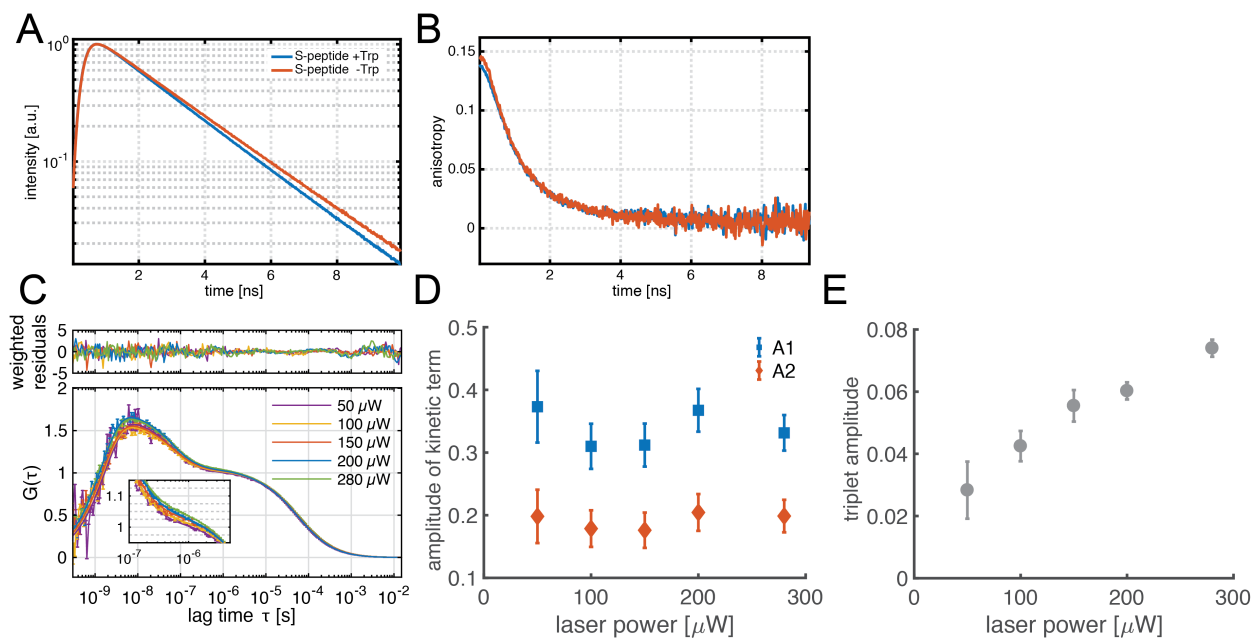 A
10⁰
10⁻¹
intensity [a.u.]
S-peptide +Trp
S-peptide -Trp
2
4
6
8
time [ns]
B
0.15
0.1
0.05
0
anisotropy
2
4
6
8
time [ns]
C
weighted
residuals
5
0
-5
2
1.5
1
0.5
0
G(τ)
50 µW
100 µW
150 µW
200 µW
280 µW
1.1
1
10⁻⁷
10⁻⁶
10⁻⁹
10⁻⁸
10⁻⁷
10⁻⁶
10⁻⁵
10⁻⁴
10⁻³
10⁻²
lag time τ [s]
D
0.5
0.4
0.3
0.2
0.1
amplitude of kinetic term
A1
A2
0
100
200
300
laser power [µW]
E
0.08
0.06
0.04
0.02
0
triplet amplitude
0
100
200
300
laser power [µW]